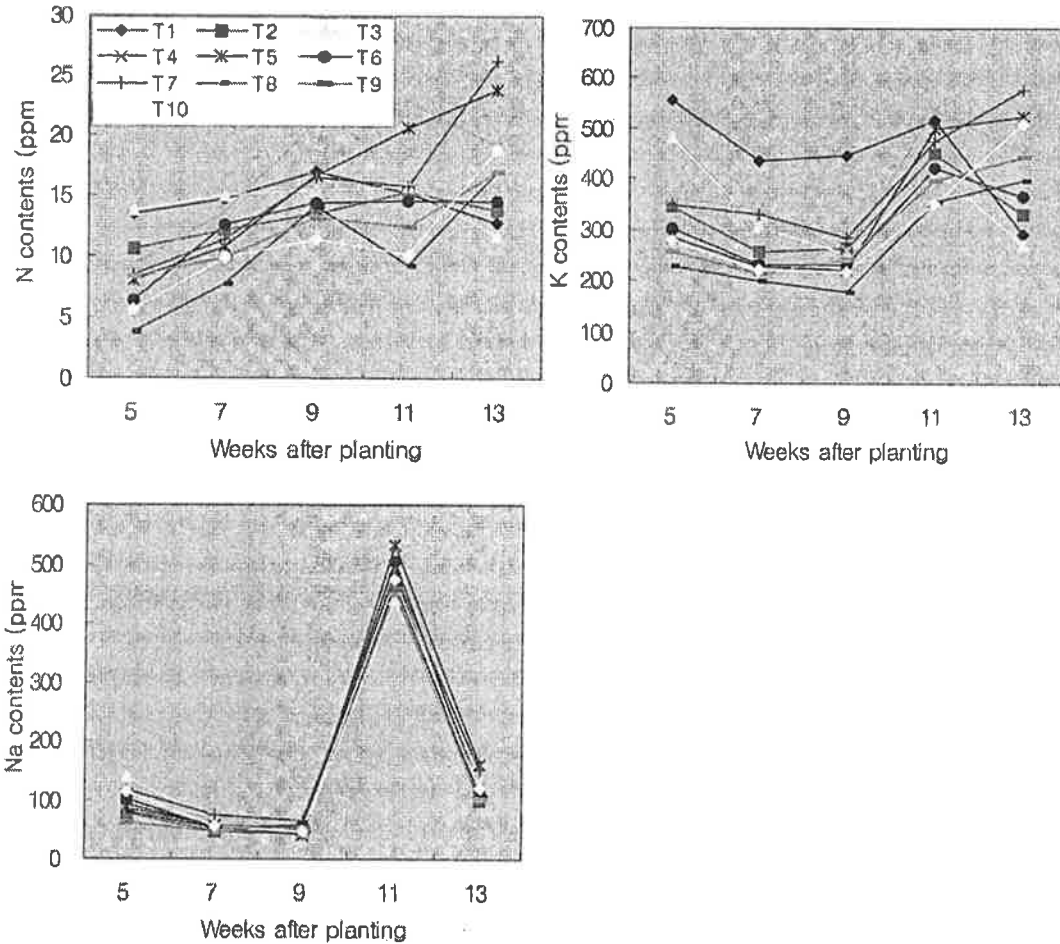 N contents (ppm
30
25
20
15
10
5
0
T1 T2 T3
T4 T5 T6
T7 T8 T9
T10
5 7 9 11 13
Weeks after planting
K contents (ppm
700
600
500
400
300
200
100
0
5 7 9 11 13
Weeks after planting
Na contents (ppm
600
500
400
300
200
100
0
5 7 9 11 13
Weeks after planting